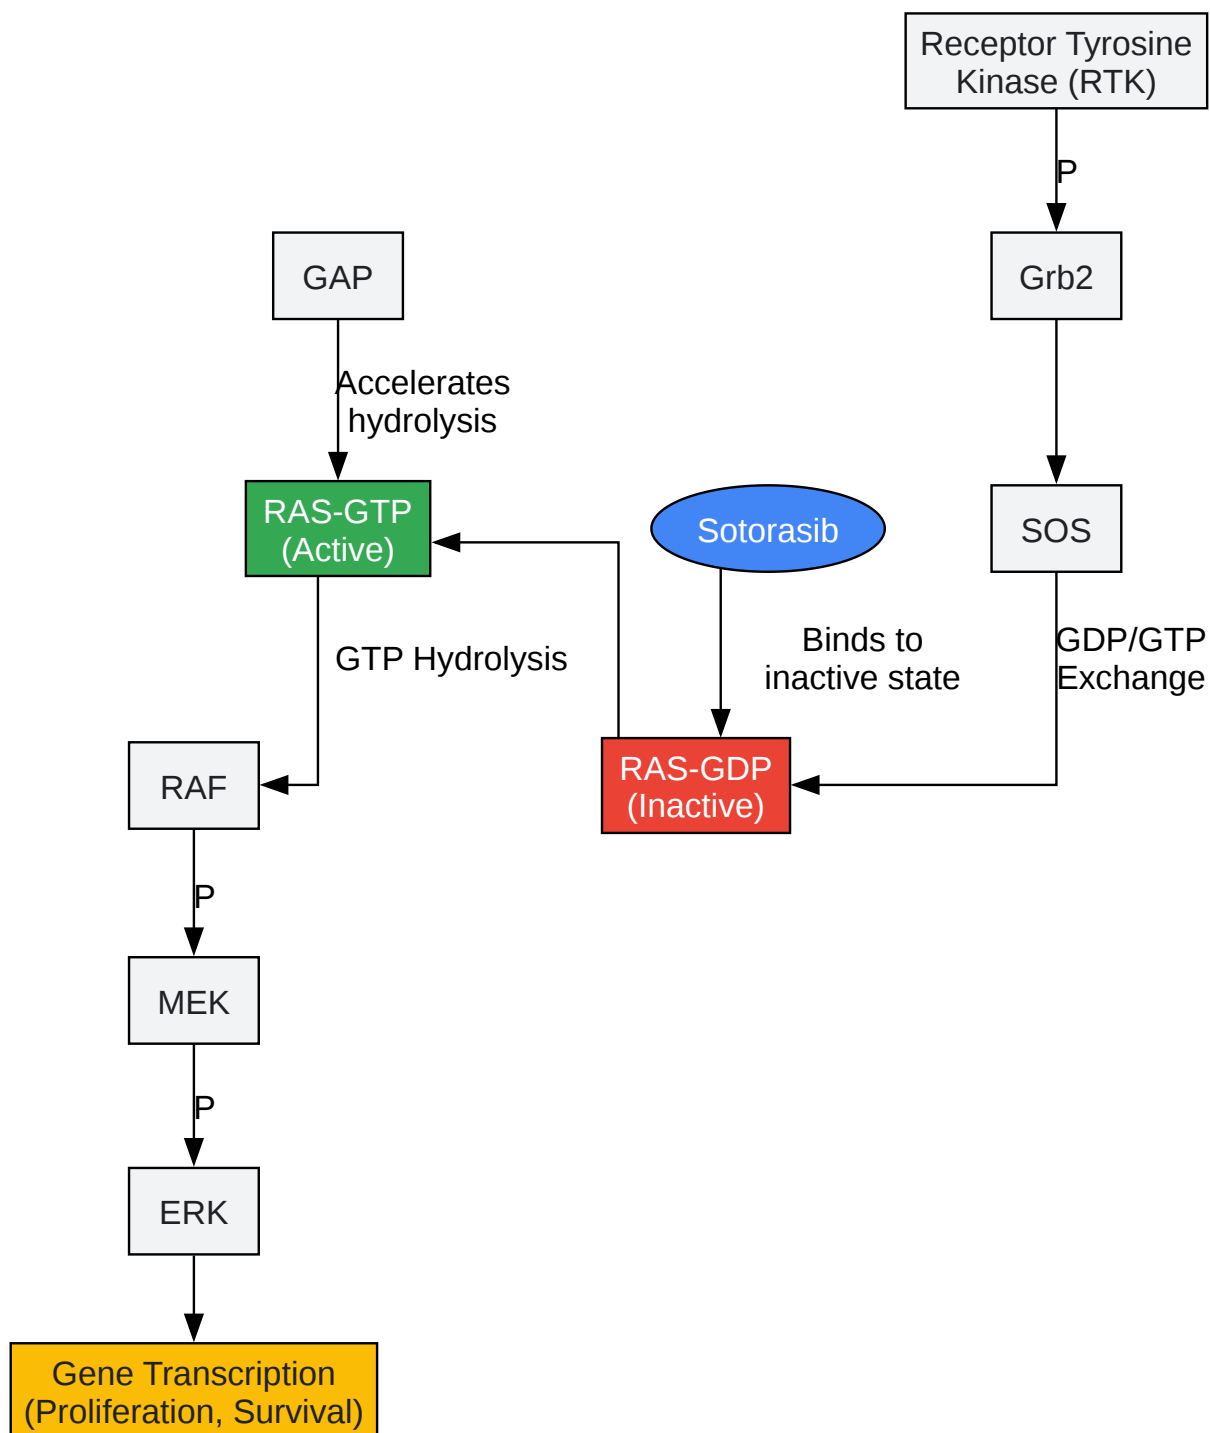 Receptor Tyrosine
Kinase (RTK)
P
GAP
Grb2
Accelerates
hydrolysis
RAS-GTP
(Active)
Sotorasib
SOS
GTP Hydrolysis
Binds to
inactive state
GDP/GTP
Exchange
RAF
RAS-GDP
(Inactive)
P
MEK
P
ERK
Gene Transcription
(Proliferation, Survival)